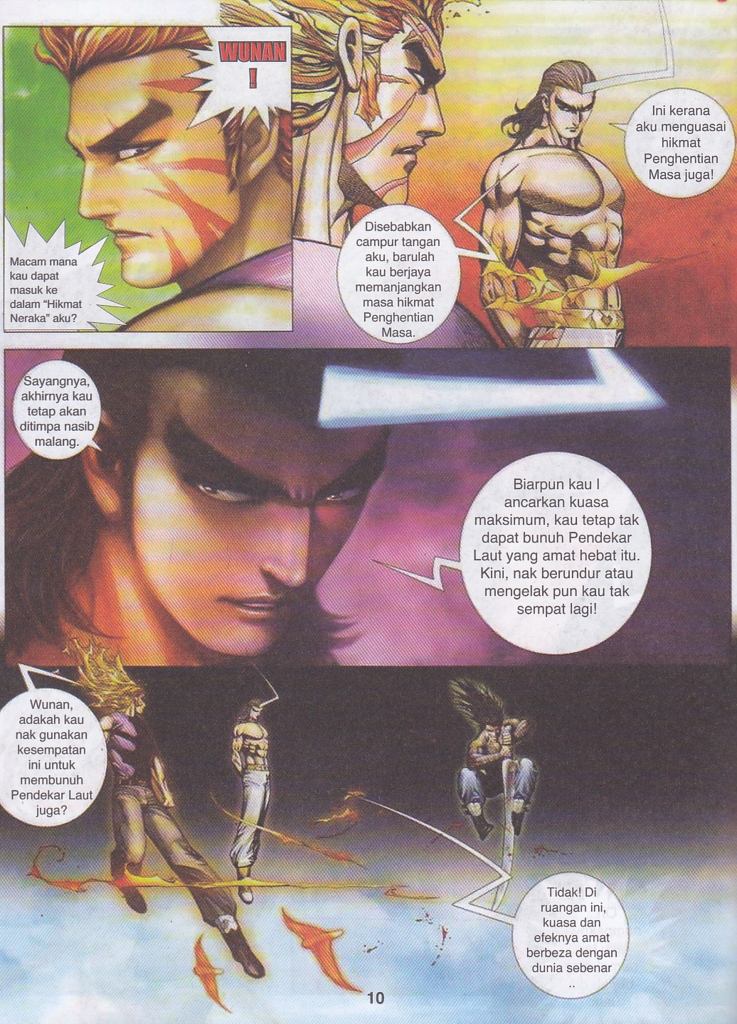 WUNAN
!
Macam mana
kau dapat
masuk ke
dalam "Hikmat
Neraka" aku?
Ini kerana
aku menguasai
hikmat
Penghentian
Masa juga!
Disebabkan
campur tangan
aku, barulah
kau berjaya
memanjangkan
masa hikmat
Penghentian
Masa.
Sayangnya,
akhirnya kau
tetap akan
ditimpa nasib
malang.
Biarpun kau l
ancarkan kuasa
maksimum, kau tetap tak
dapat bunuh Pendekar
Laut yang amat hebat itu.
Kini, nak berundur atau
mengelak pun kau tak
sempat lagi!
Wunan,
adakah kau
nak gunakan
kesempatan
ini untuk
membunuh
Pendekar Laut
juga?
Tidak! Di
ruangan ini,
kuasa dan
efeknya amat
berbeza dengan
dunia sebenar
..
10